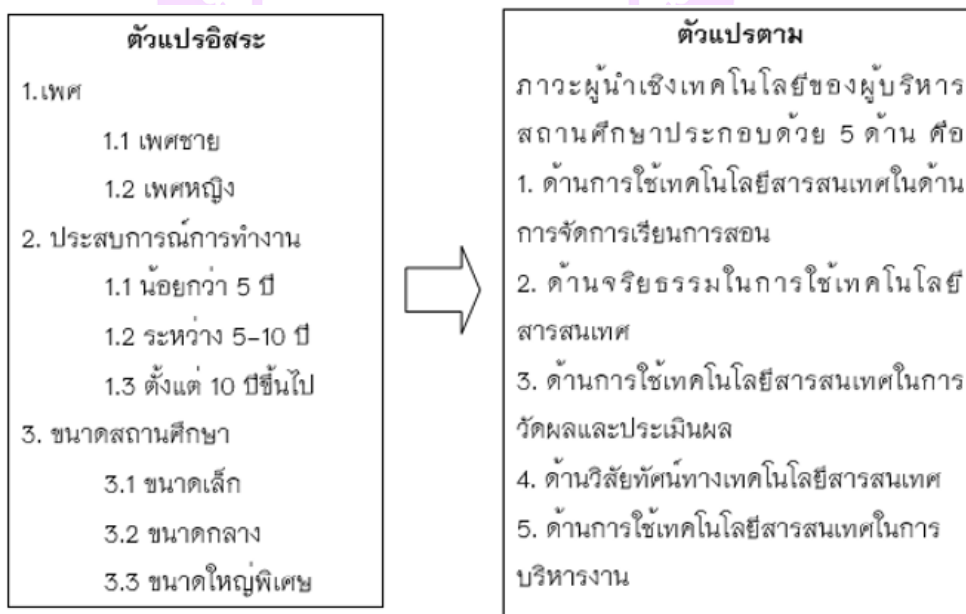 ตัวแปรอิสระ
1.เพศ
1.1 เพศชาย
1.2 เพศหญิง
2. ประสบการณ์การทำงาน
1.1 น้อยกว่า 5 ปี
1.2 ระหว่าง 5-10 ปี
1.3 ตั้งแต่ 10 ปีขึ้นไป
3. ขนาดสถานศึกษา
3.1 ขนาดเล็ก
3.2 ขนาดกลาง
3.3 ขนาดใหญ่พิเศษ
ตัวแปรตาม
ภาวะผู้นำเชิงเทคโนโลยีของผู้บริหาร
สถานศึกษาประกอบด้วย 5 ด้าน คือ
1. ด้านการใช้เทคโนโลยีสารสนเทศในด้าน
การจัดการเรียนการสอน
2. ด้านจริยธรรมในการใช้เทคโนโลยี
สารสนเทศ
3. ด้านการใช้เทคโนโลยีสารสนเทศในการ
วัดผลและประเมินผล
4. ด้านวิสัยทัศน์ทางเทคโนโลยีสารสนเทศ
5. ด้านการใช้เทคโนโลยีสารสนเทศในการ
บริหารงาน